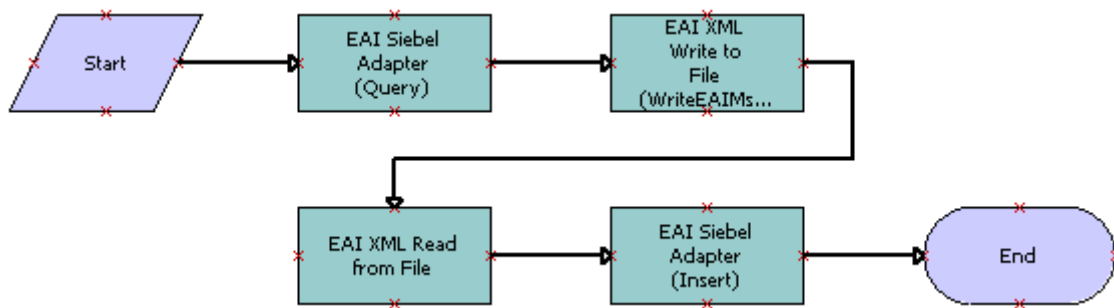 Start
EAI Siebel
Adapter
(Query)
EAI XML
Write to
File
(WriteEAIMs...
EAI XML Read
from File
EAI Siebel
Adapter
(Insert)
End